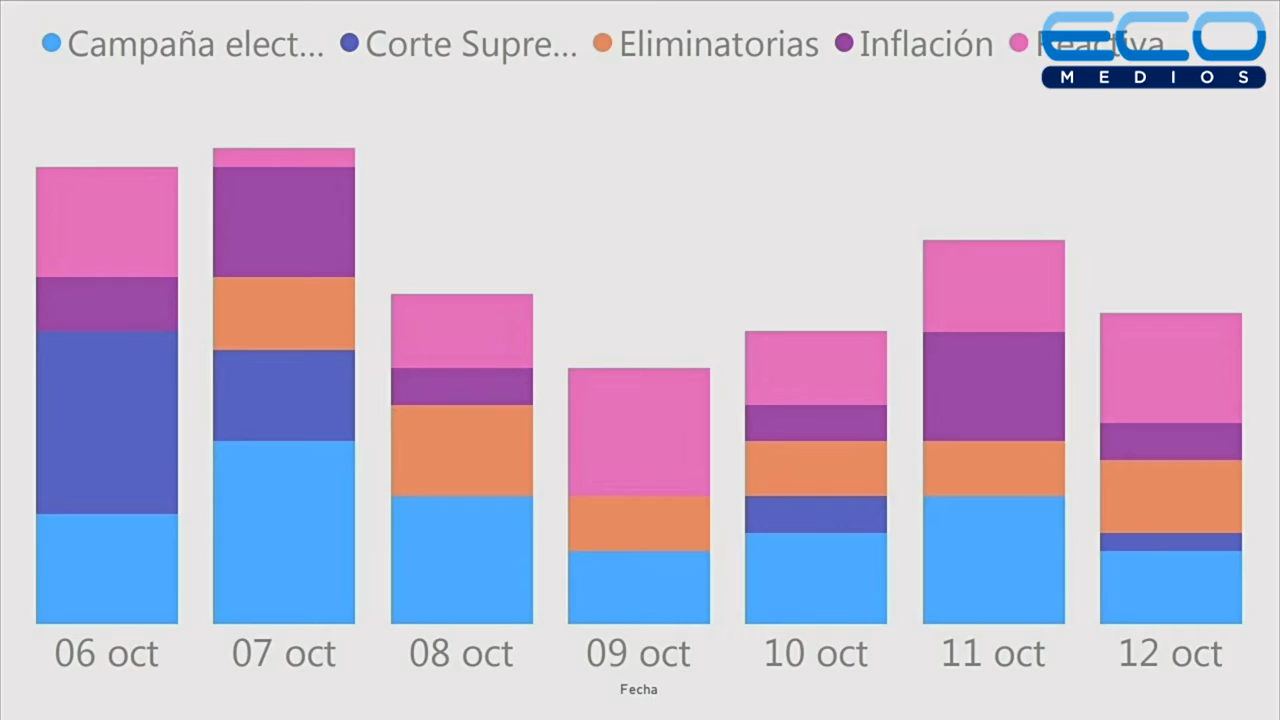 Campaña elect... Corte Supre... Eliminatorias Inflación Reactiva
ECO
MEDIOS
06 oct 07 oct 08 oct 09 oct 10 oct 11 oct 12 oct
Fecha